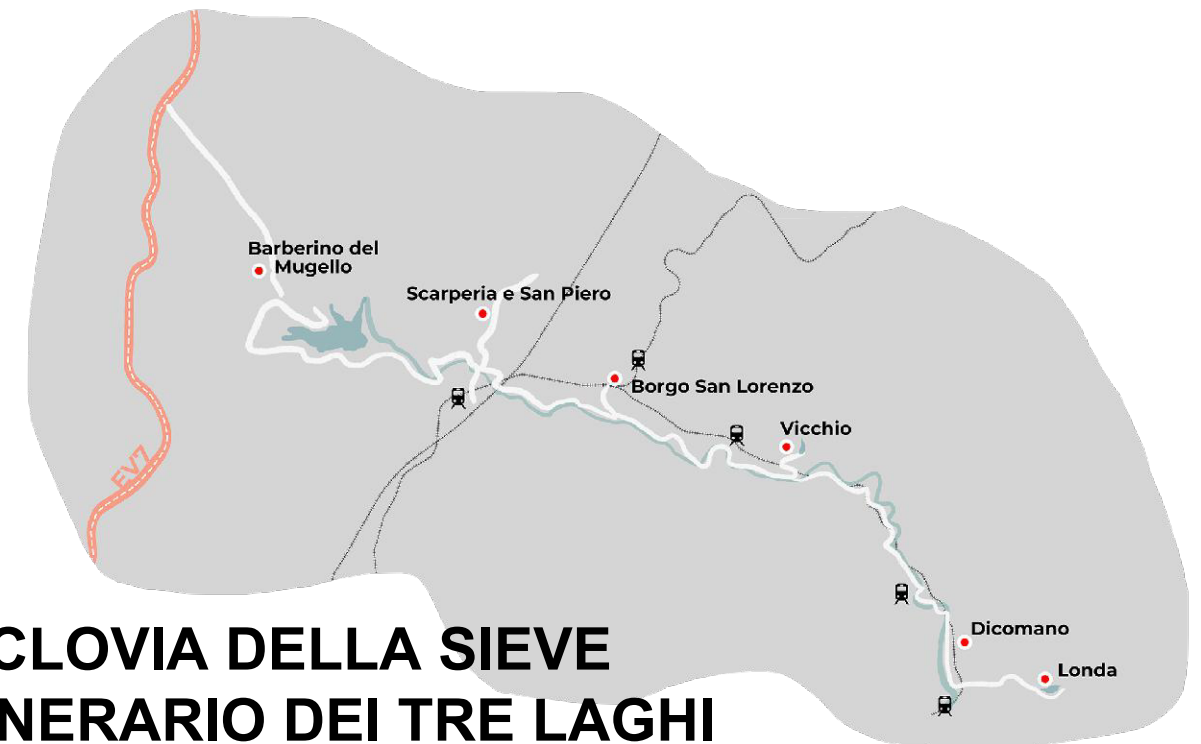 Barberino del
Mugello
Scarperia e San Piero
Borgo San Lorenzo
Vicchio
EV7
Dicomano
Londa
CLOVIA DELLA SIEVE
NERARIO DEI TRE LAGHI